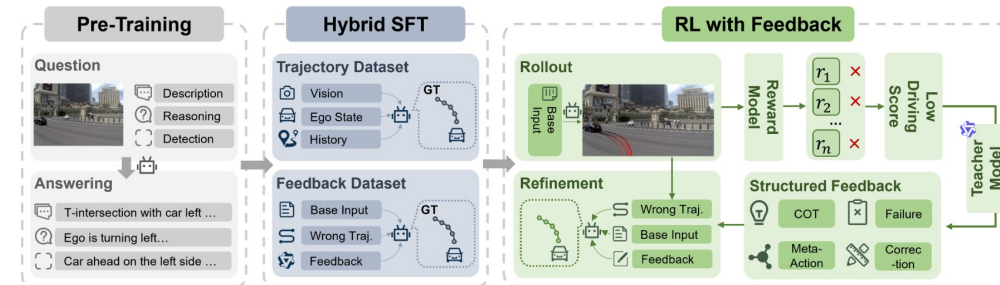 Pre-Training
Question
Description
Reasoning
Detection
Answering
T-intersection with car left ...
Ego is turning left...
Car ahead on the left side ...
Hybrid SFT
Trajectory Dataset
Vision
Ego State
History
GT
Feedback Dataset
Base Input
Wrong Traj.
Feedback
GT
RL with Feedback
Rollout
Base
Input
Reward
Model
r1
r2
...
rn
Low
Driving
Score
Teacher
Model
Refinement
Wrong Traj.
Base Input
Feedback
Structured Feedback
COT
Failure
Meta-
Action
Correc
-tion